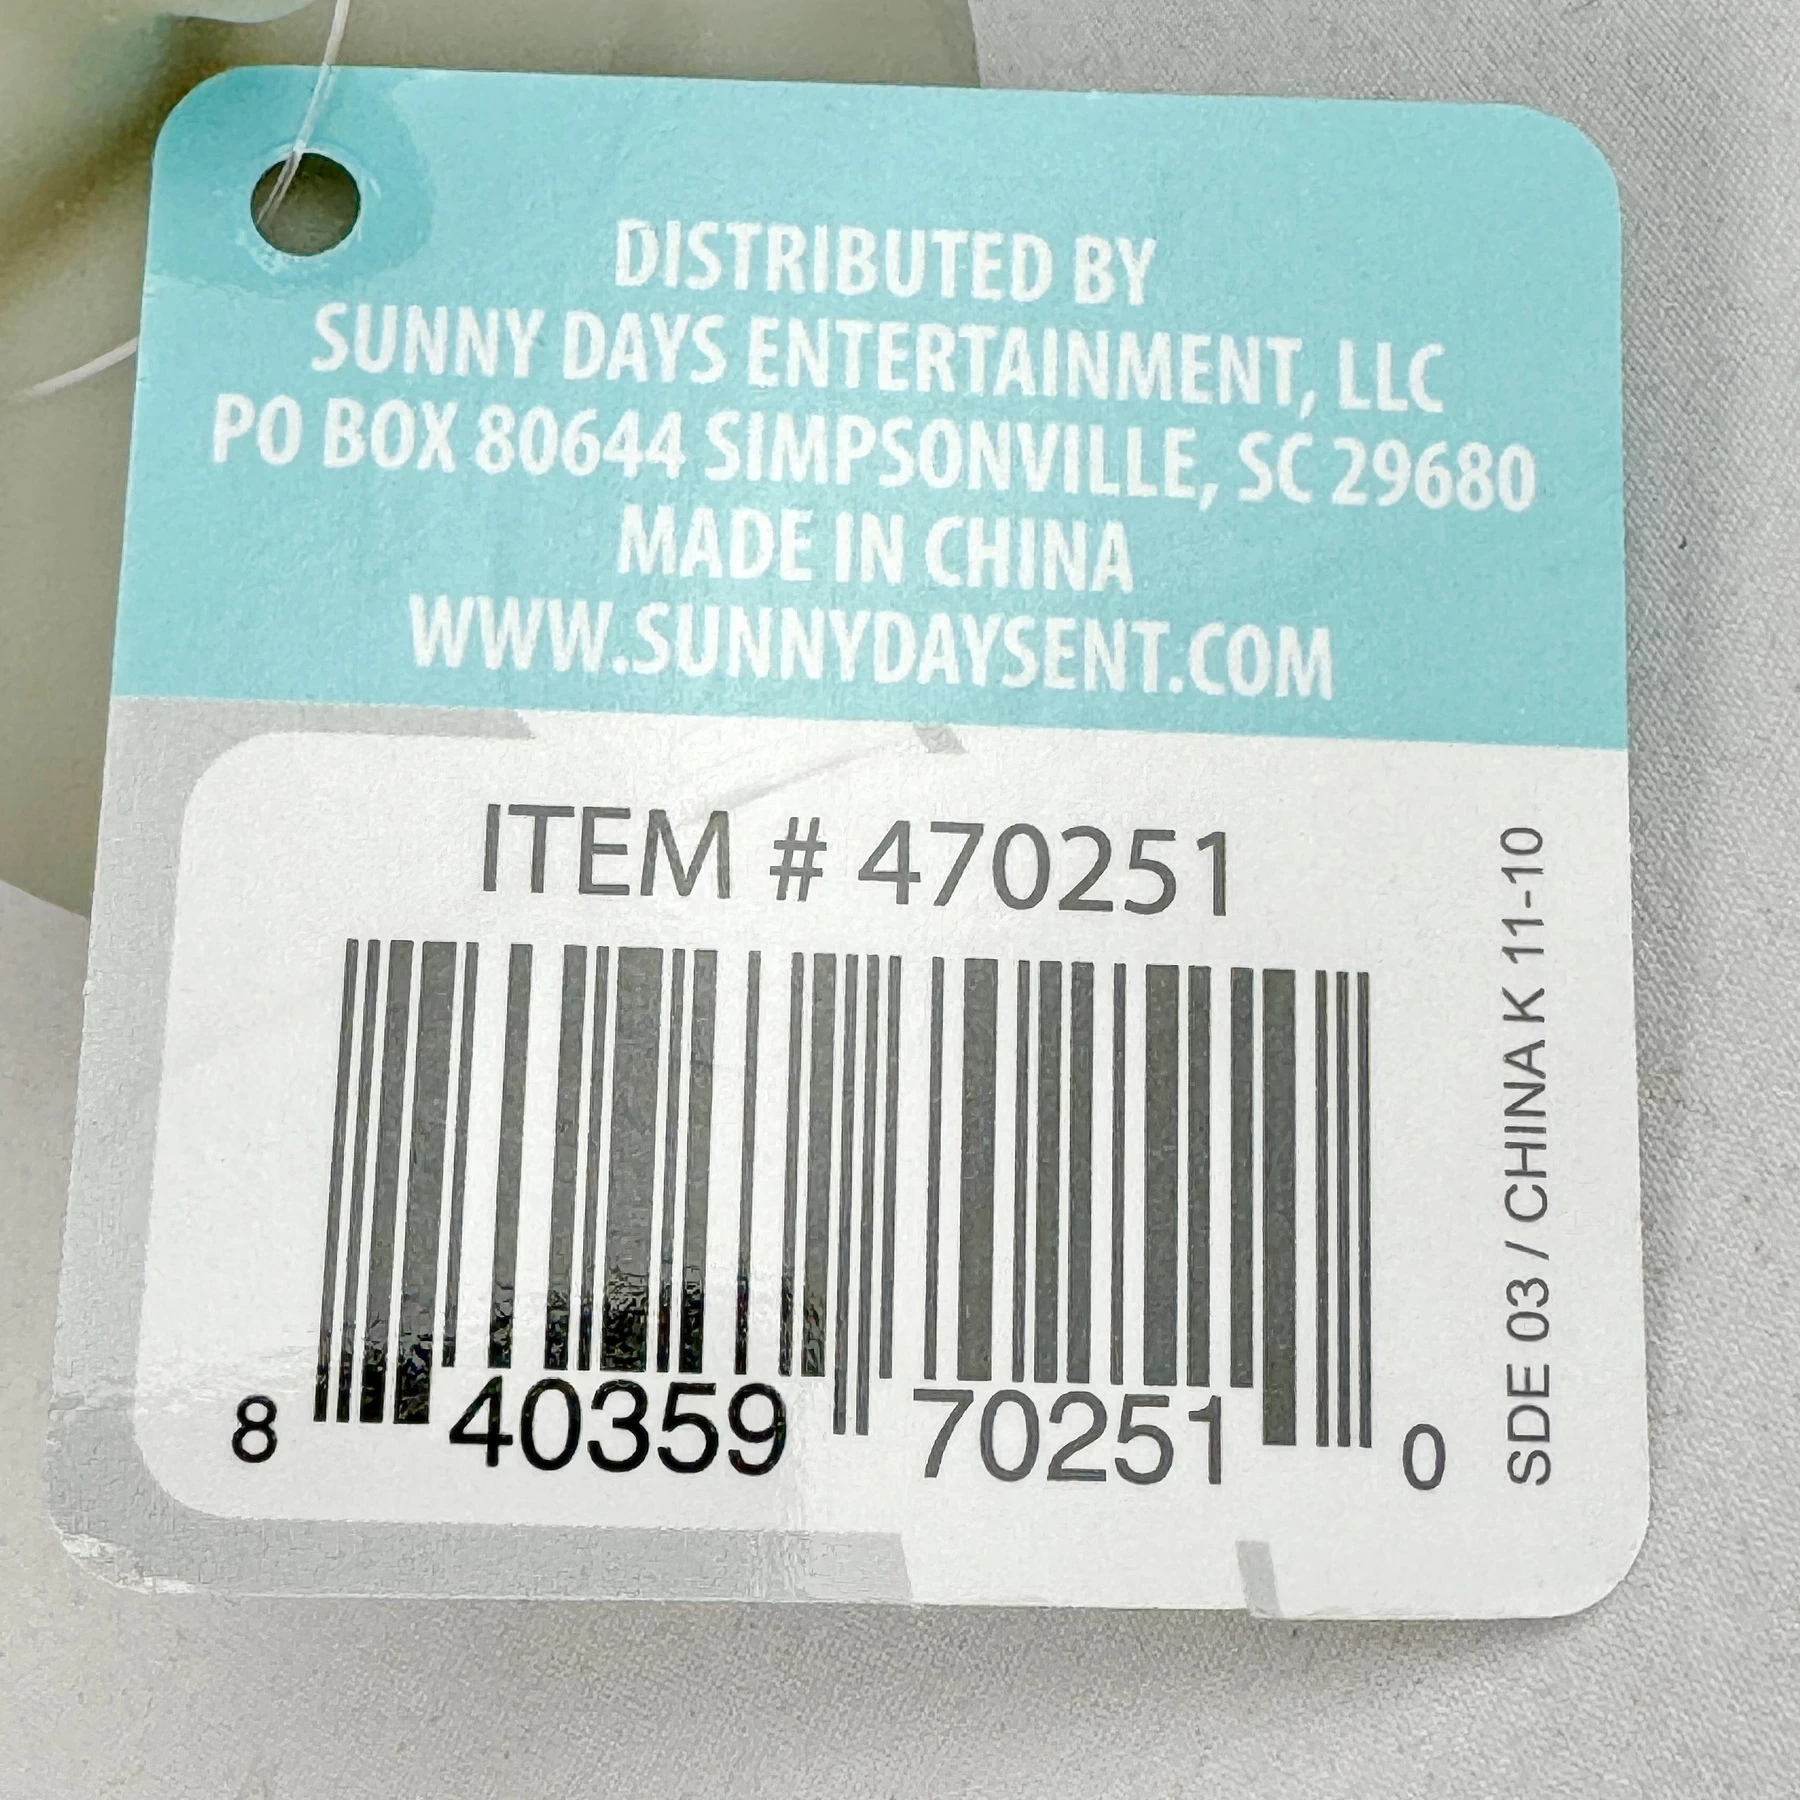 DISTRIBUTED BY
SUNNY DAYS ENTERTAINMENT, LLC
PO BOX 80644 SIMPSONVILLE, SC 29680
MADE IN CHINA
WWW.SUNNYDAYSENT.COM
ITEM # 470251
8 40359 70251 0
SDE 03 / CHINA K 11-10